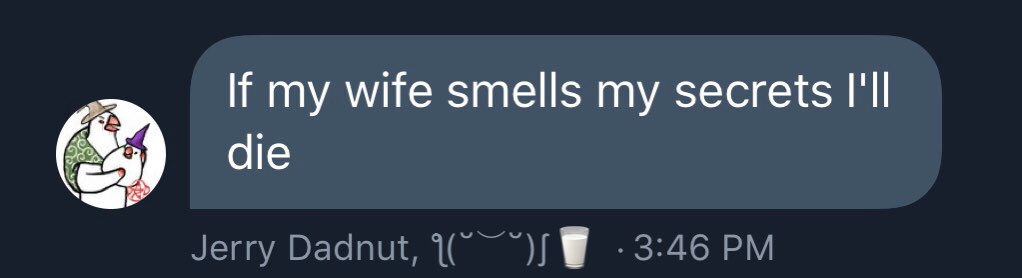 If my wife smells my secrets I'll
die
Jerry Dadnut, ƪ(˘⌣˘)ʃ🥛 · 3:46 PM